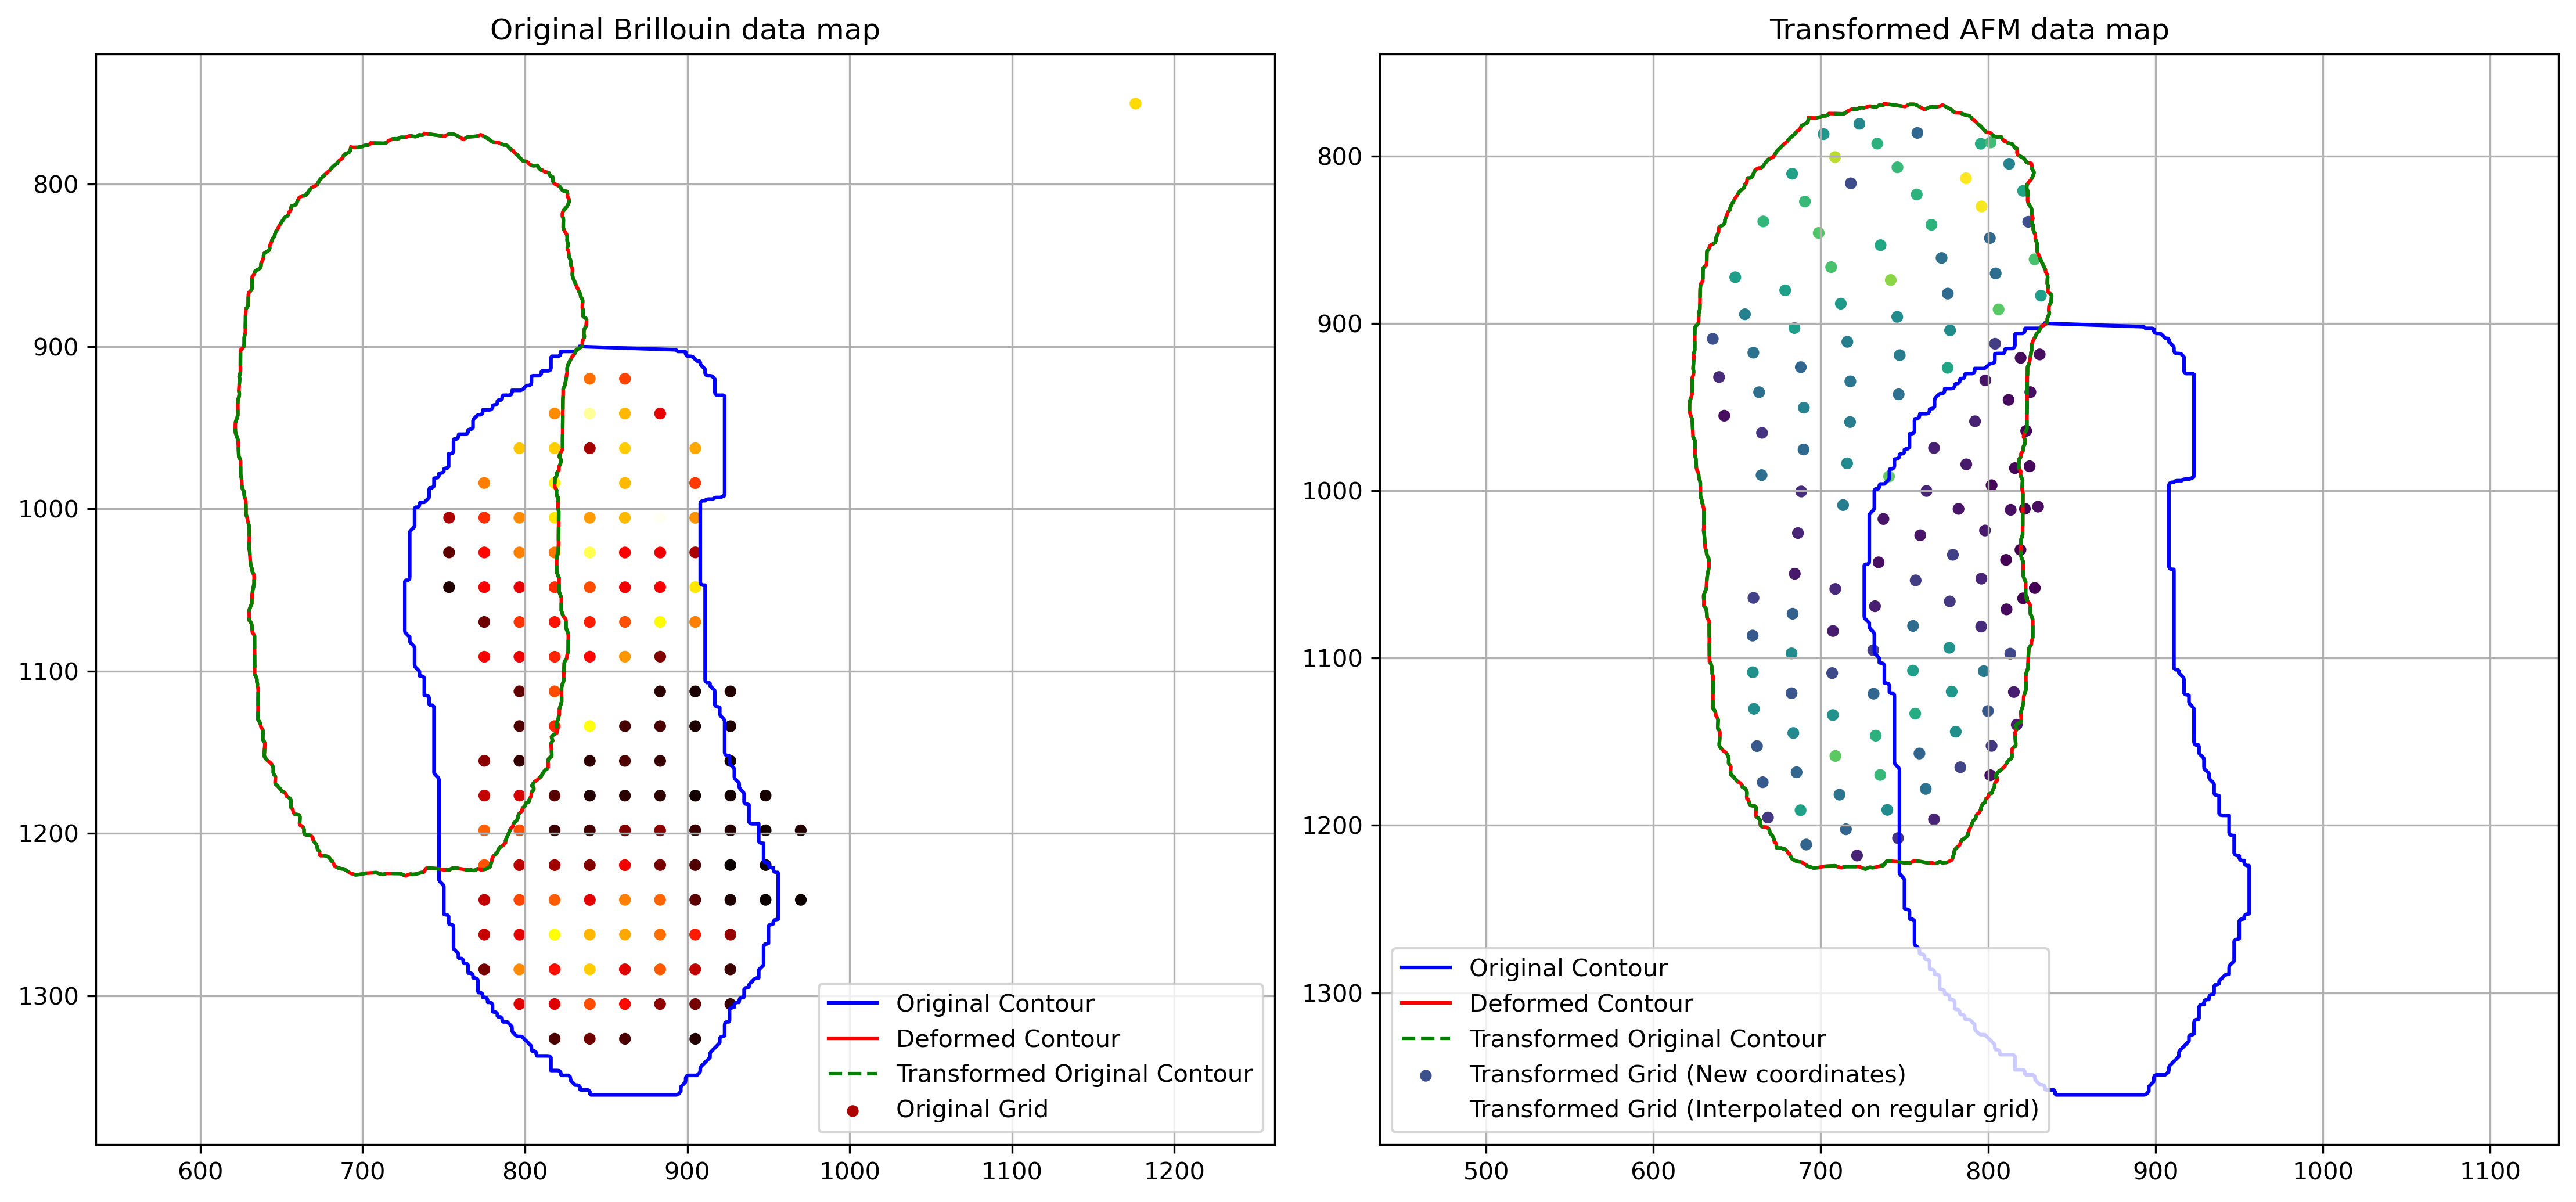 Original Brillouin data map
800
900
1000
1100
1200
1300
600 700 800 900 1000 1100 1200
Original Contour
Deformed Contour
Transformed Original Contour
Original Grid
Transformed AFM data map
800
900
1000
1100
1200
1300
500 600 700 800 900 1000 1100
Original Contour
Deformed Contour
Transformed Original Contour
Transformed Grid (New coordinates)
Transformed Grid (Interpolated on regular grid)